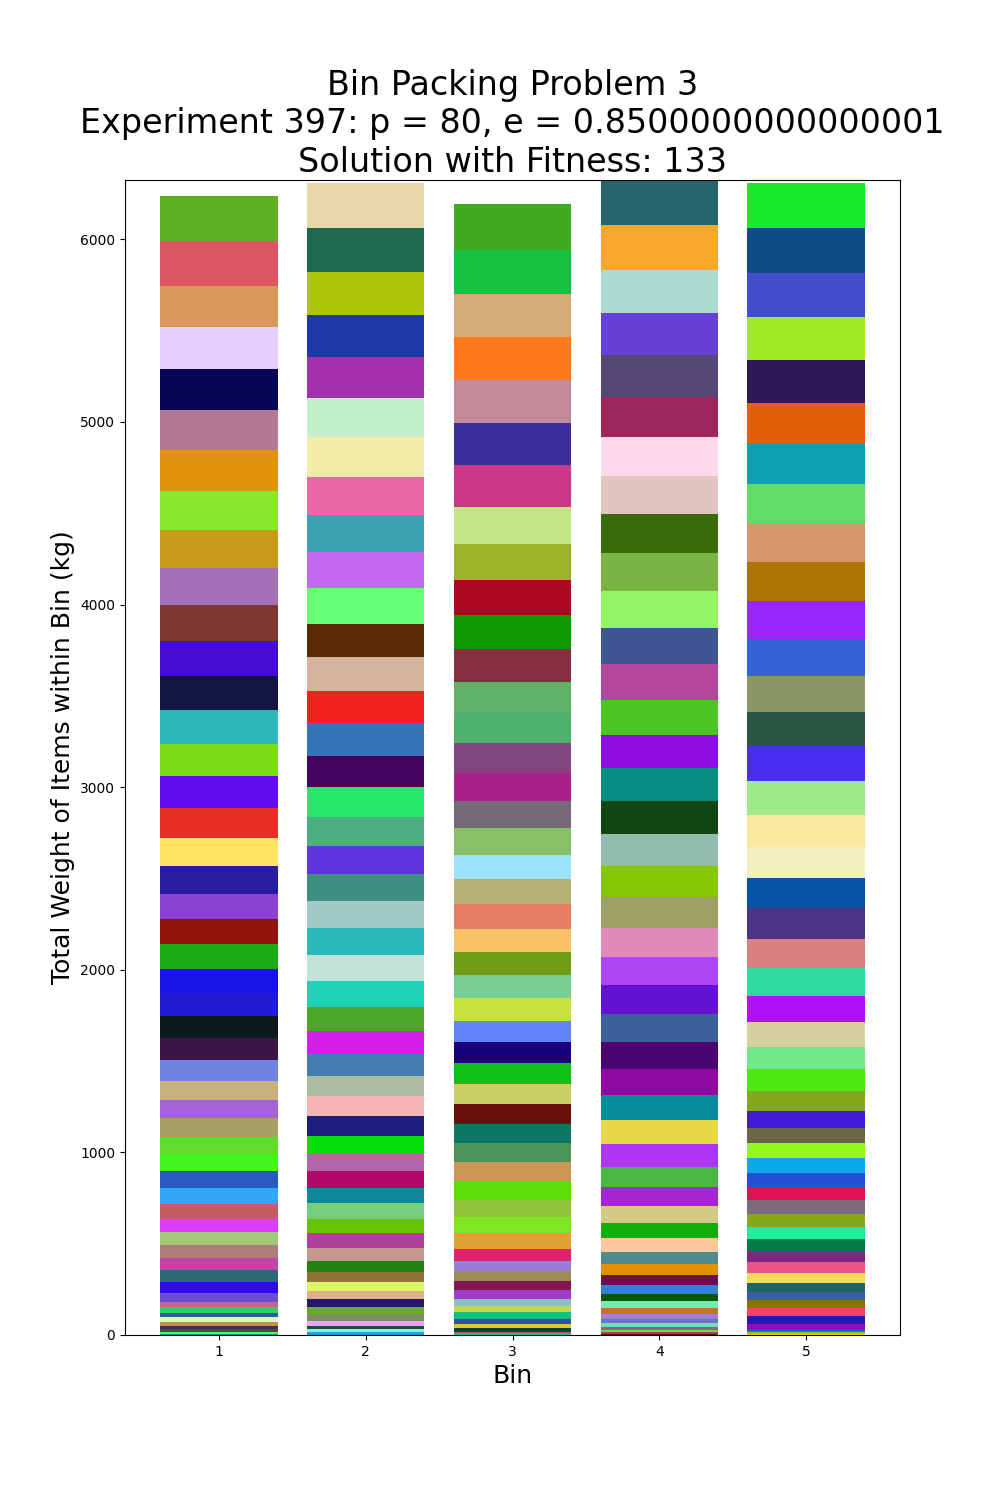 Bin Packing Problem 3
Experiment 397: p = 80, e = 0.8500000000000001
Solution with Fitness: 133
Total Weight of Items within Bin (kg)
6000
5000
4000
3000
2000
1000
0
1 2 3 4 5
Bin